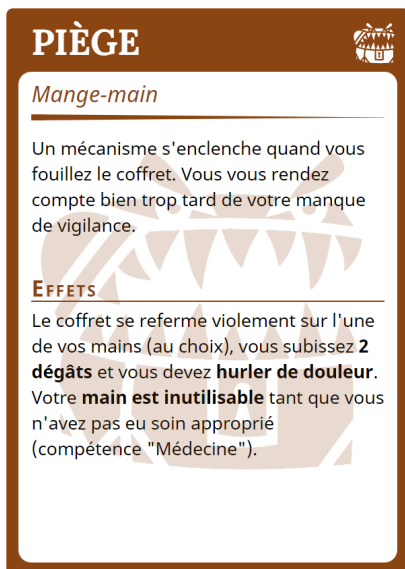 PIÈGE
Mange-main
Un mécanisme s'enclenche quand vous
fouillez le coffret. Vous vous rendez
compte bien trop tard de votre manque
de vigilance.
EFFETS
Le coffret se referme violement sur l'une
de vos mains (au choix), vous subissez 2
dégâts et vous devez hurler de douleur.
Votre main est inutilisable tant que vous
n'avez pas eu soin approprié
(compétence "Médecine").